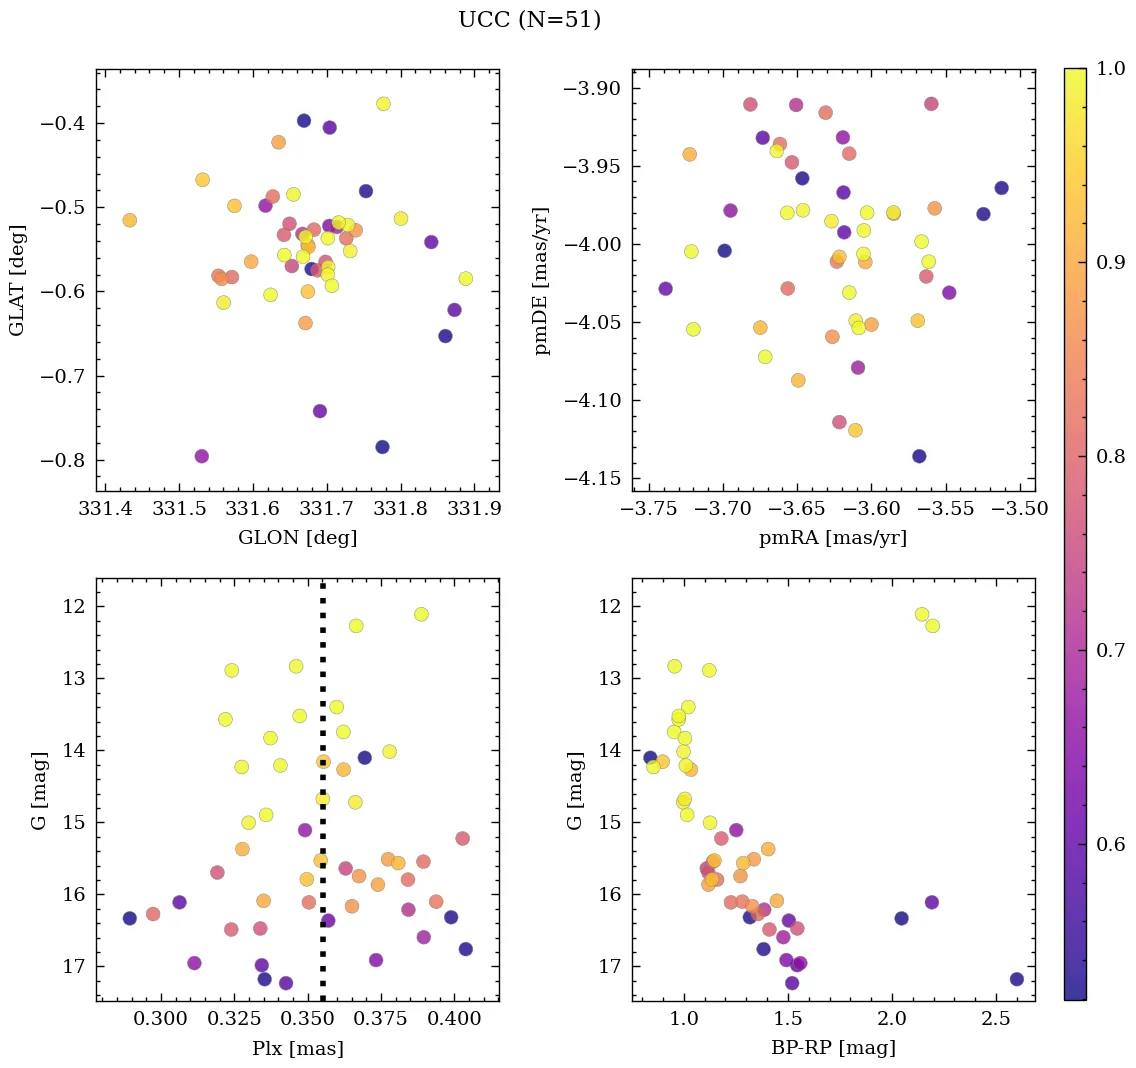 UCC (N=51)
−0.4
−0.5
−0.6
−0.7
−0.8
GLAT [deg]
331.4 331.5 331.6 331.7 331.8 331.9
GLON [deg]
−3.90
−3.95
−4.00
−4.05
−4.10
−4.15
pmDE [mas/yr]
−3.75 −3.70 −3.65 −3.60 −3.55 −3.50
pmRA [mas/yr]
1.0
0.9
0.8
0.7
0.6
12
13
14
15
16
17
G [mag]
0.300 0.325 0.350 0.375 0.400
Plx [mas]
12
13
14
15
16
17
G [mag]
1.0 1.5 2.0 2.5
BP-RP [mag]